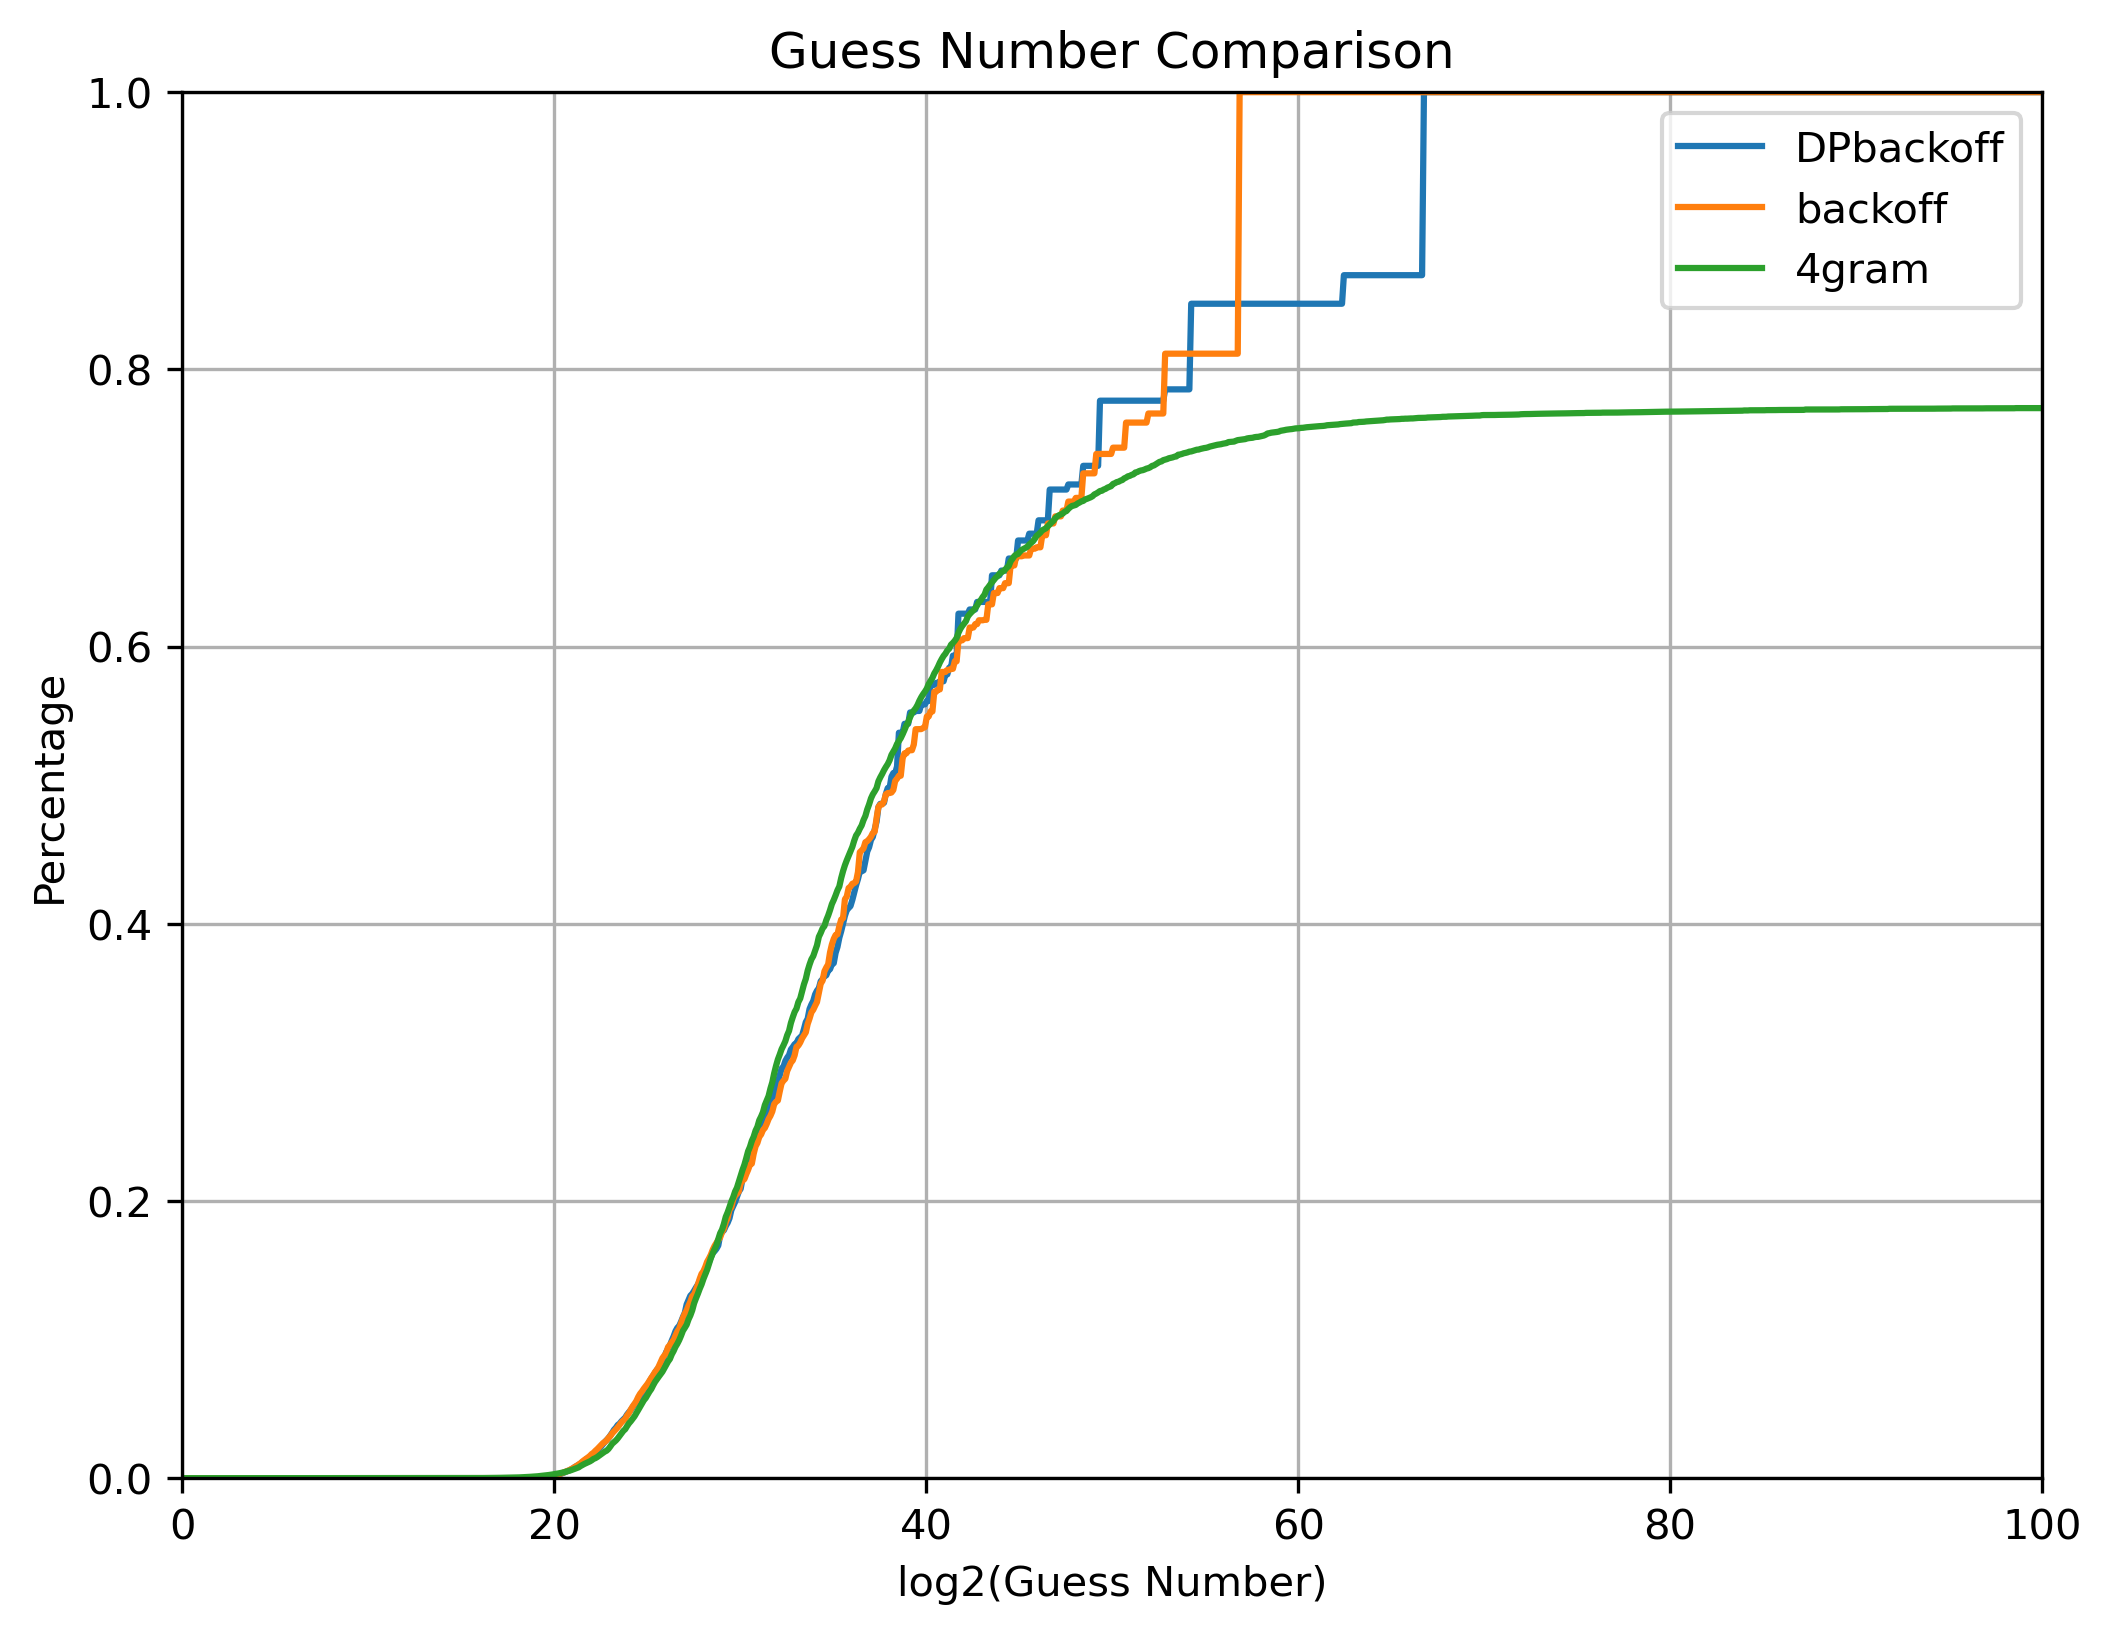 Guess Number Comparison
1.0
0.8
0.6
0.4
0.2
0.0
Percentage
DPbackoff
backoff
4gram
0 20 40 60 80 100
log2(Guess Number)